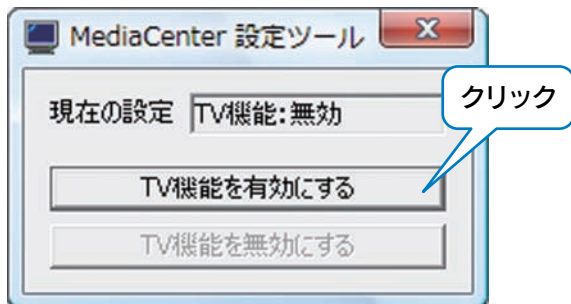 MediaCenter 設定ツール
現在の設定 TV機能:無効
クリック
TV機能を有効にする
TV機能を無効にする